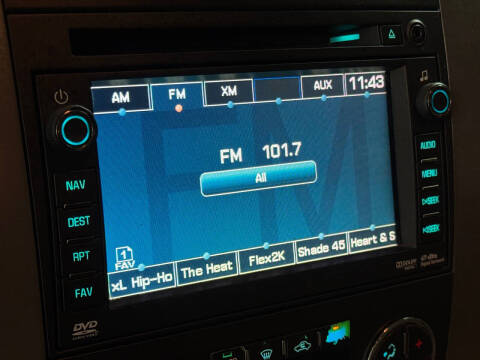 AM FM XM AUX 11:43
FM 101.7
All
1
FAV
xL Hip-Ho The Heat Flex2K Shade 45 Heart & S
NAV
DEST
RPT
FAV
DVD
AUDIO
MENU
SEEK
SEEK
DOLBY